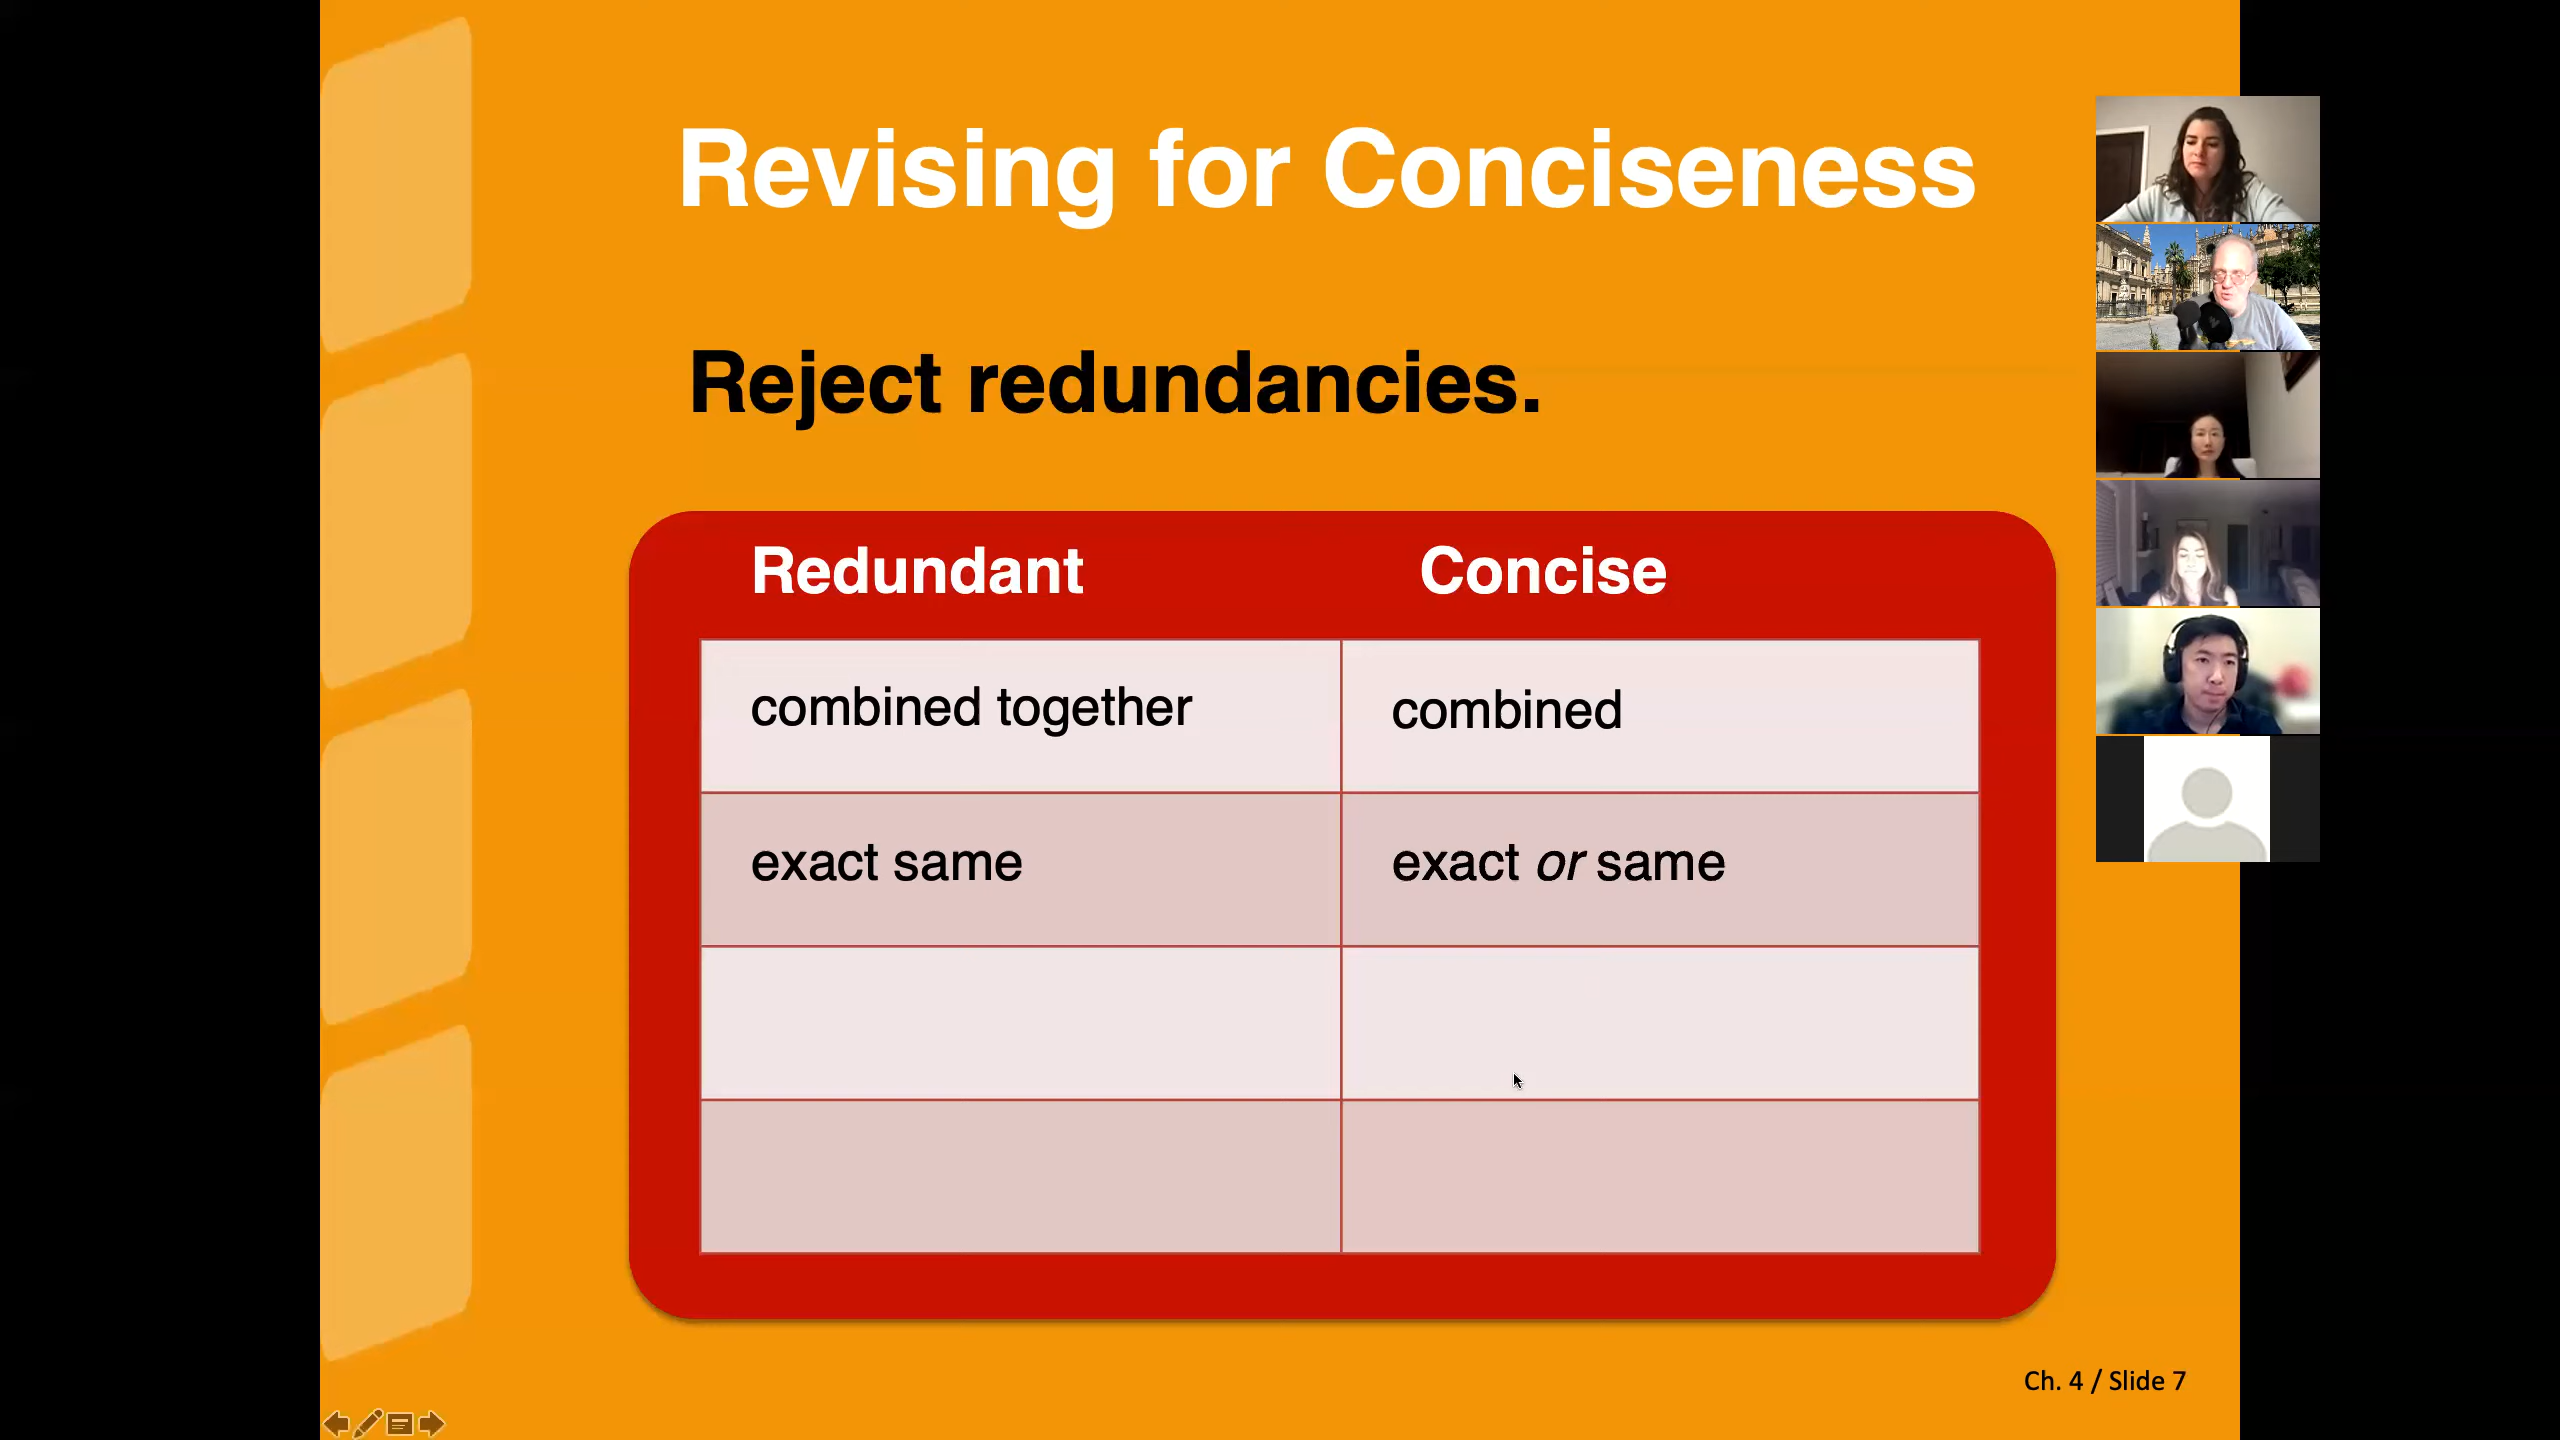 Revising for Conciseness
Reject redundancies.
Redundant Concise
combined together combined
exact same exact or same
Ch. 4 / Slide 7